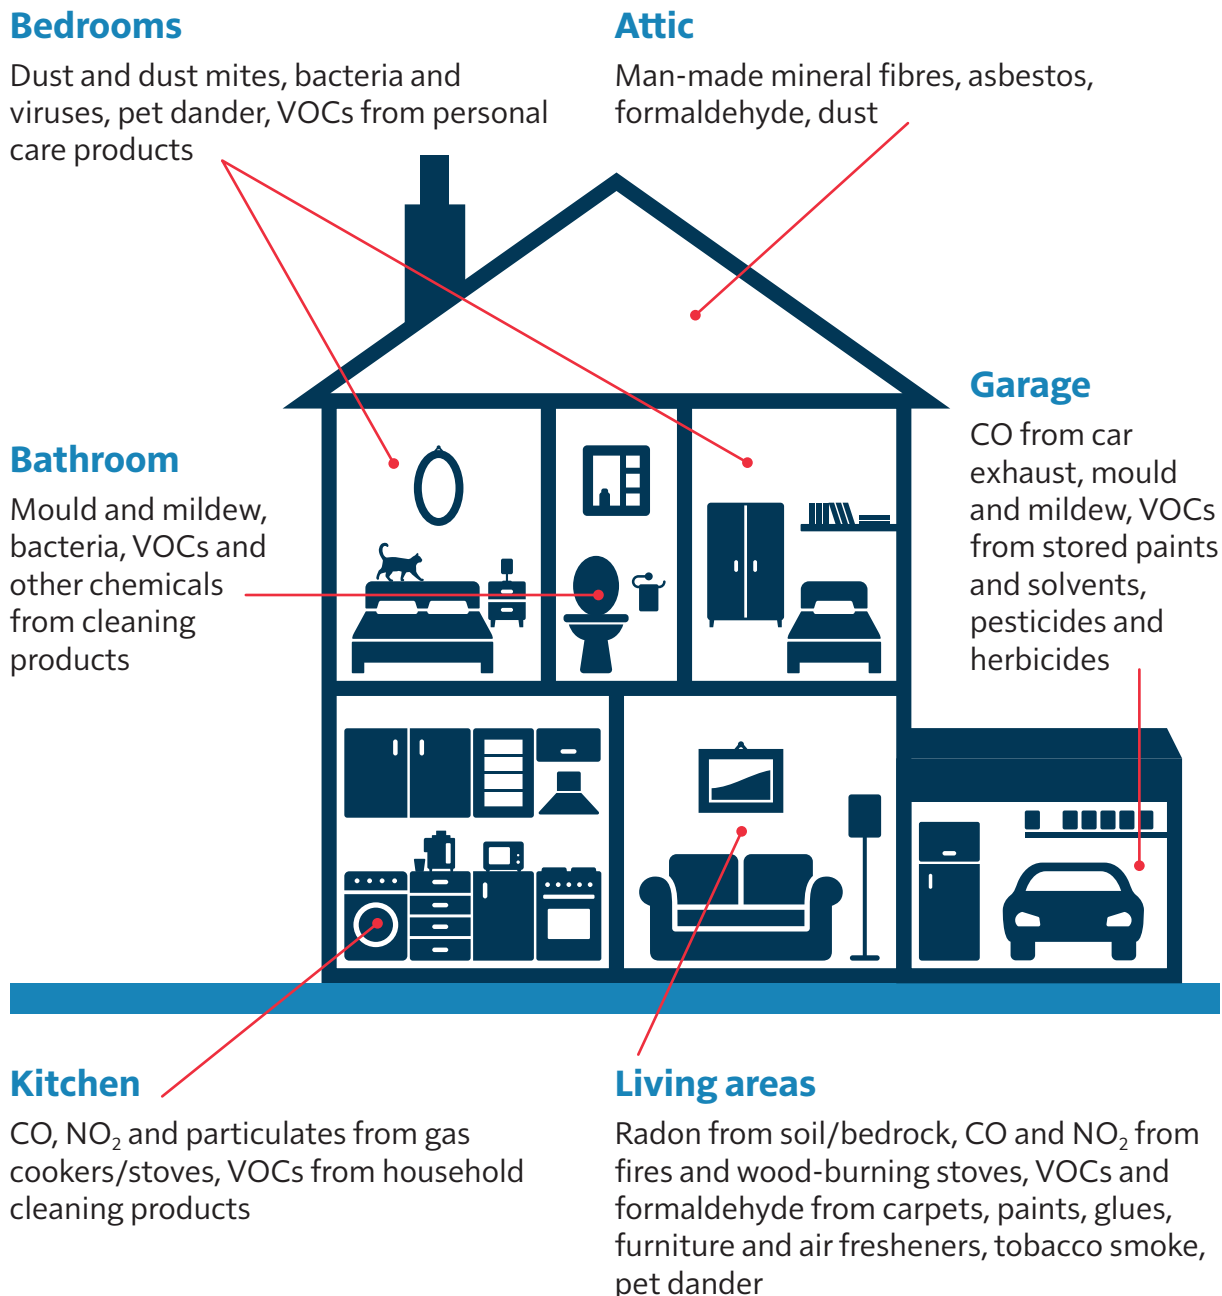 Bedrooms
Dust and dust mites, bacteria and
viruses, pet dander, VOCs from personal
care products
Attic
Man-made mineral fibres, asbestos,
formaldehyde, dust
Garage
CO from car
exhaust, mould
and mildew, VOCs
from stored paints
and solvents,
pesticides and
herbicides
Bathroom
Mould and mildew,
bacteria, VOCs and
other chemicals
from cleaning
products
Kitchen
CO, NO₂ and particulates from gas
cookers/stoves, VOCs from household
cleaning products
Living areas
Radon from soil/bedrock, CO and NO₂ from
fires and wood-burning stoves, VOCs and
formaldehyde from carpets, paints, glues,
furniture and air fresheners, tobacco smoke,
pet dander